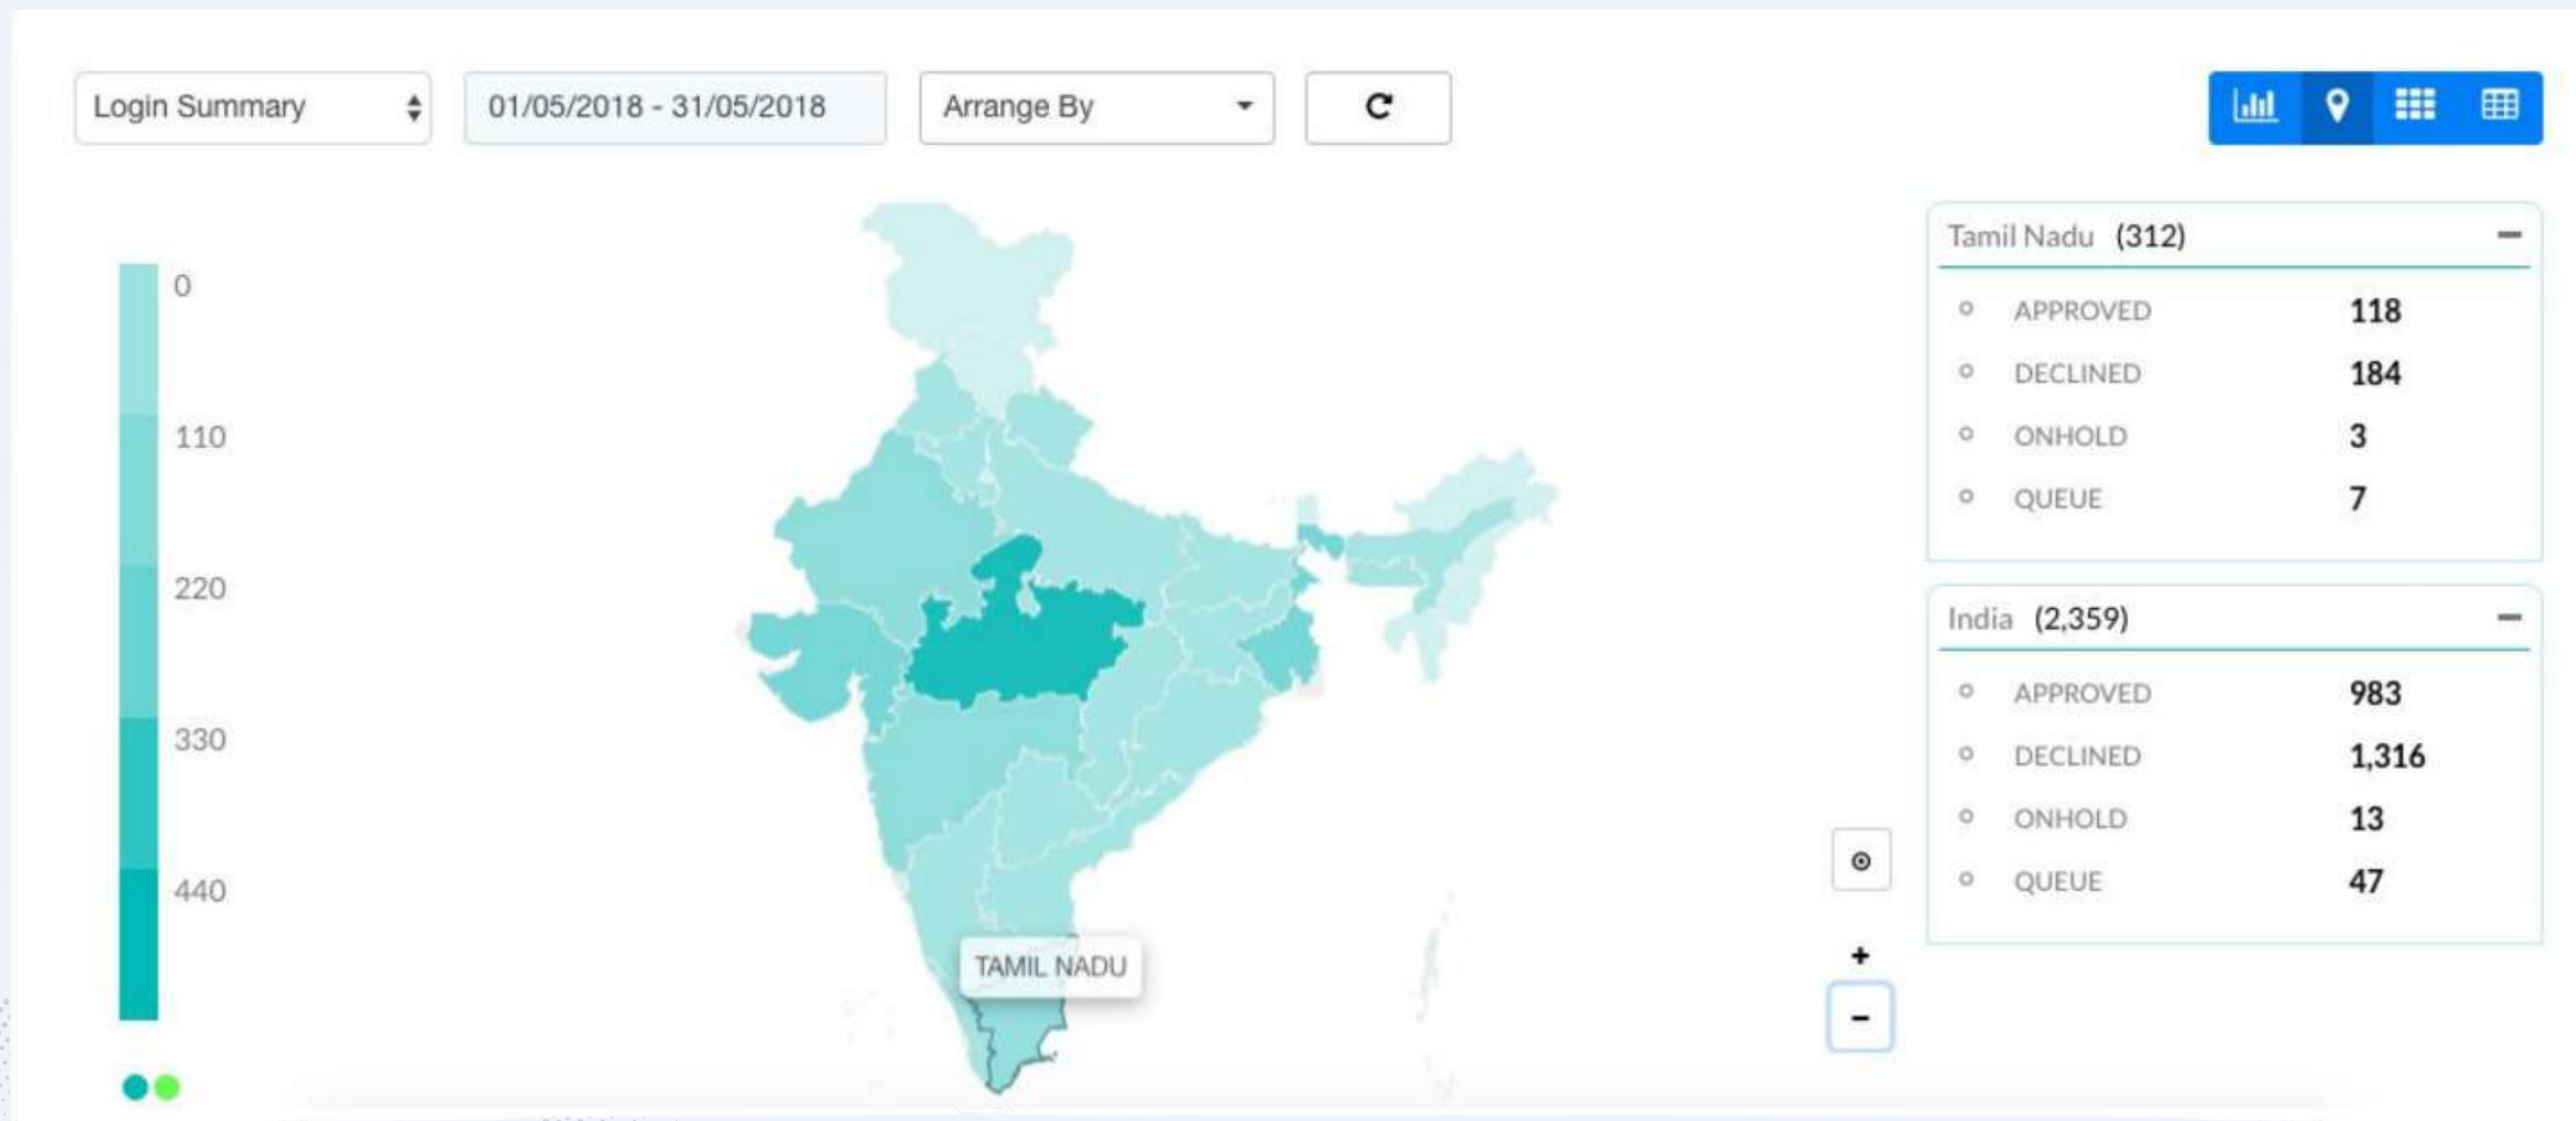 Login Summary
01/05/2018 - 31/05/2018
Arrange By
0
110
220
330
440
TAMIL NADU
Tamil Nadu (312)
APPROVED 118
DECLINED 184
ONHOLD 3
QUEUE 7
India (2,359)
APPROVED 983
DECLINED 1,316
ONHOLD 13
QUEUE 47